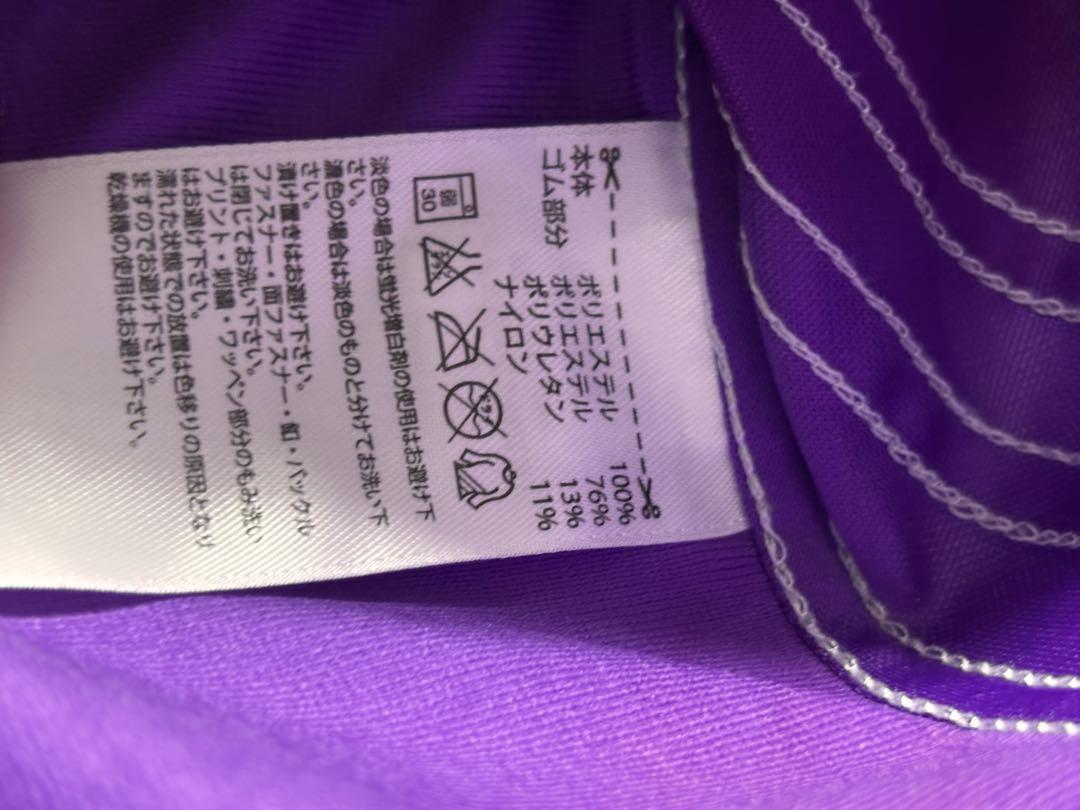 本体 ポリエステル 100%
ゴム部分 ポリエステル 76%
ポリウレタン 13%
ナイロン 11%
弱
30
淡色の場合は蛍光増白剤の使用はお避け下
さい。
濃色の場合は淡色のものと分けてお洗い下
さい。
漬け置きはお避け下さい。
ファスナー・面ファスナー・釦・バックル
は閉じてお洗い下さい。
プリント・刺繍・ワッペン部分のもみ洗い
はお避け下さい。
濡れた状態での放置は色移りの原因となり
ますのでお避け下さい。
乾燥機の使用はお避け下さい。